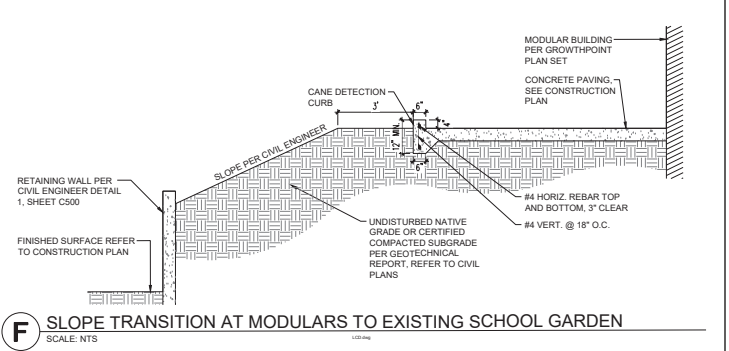 MODULAR BUILDING
PER GROWTHPOINT
PLAN SET
CONCRETE PAVING,
SEE CONSTRUCTION
PLAN
CANE DETECTION
CURB
3'
6"
4"
12" MIN.
6"
SLOPE PER CIVIL ENGINEER
RETAINING WALL PER
CIVIL ENGINEER DETAIL
1, SHEET C500
FINISHED SURFACE REFER
TO CONSTRUCTION PLAN
#4 HORIZ. REBAR TOP
AND BOTTOM, 3" CLEAR
#4 VERT. @ 18" O.C.
UNDISTURBED NATIVE
GRADE OR CERTIFIED
COMPACTED SUBGRADE
PER GEOTECHNICAL
REPORT, REFER TO CIVIL
PLANS
F
SLOPE TRANSITION AT MODULARS TO EXISTING SCHOOL GARDEN
SCALE: NTS
LCD.dwg